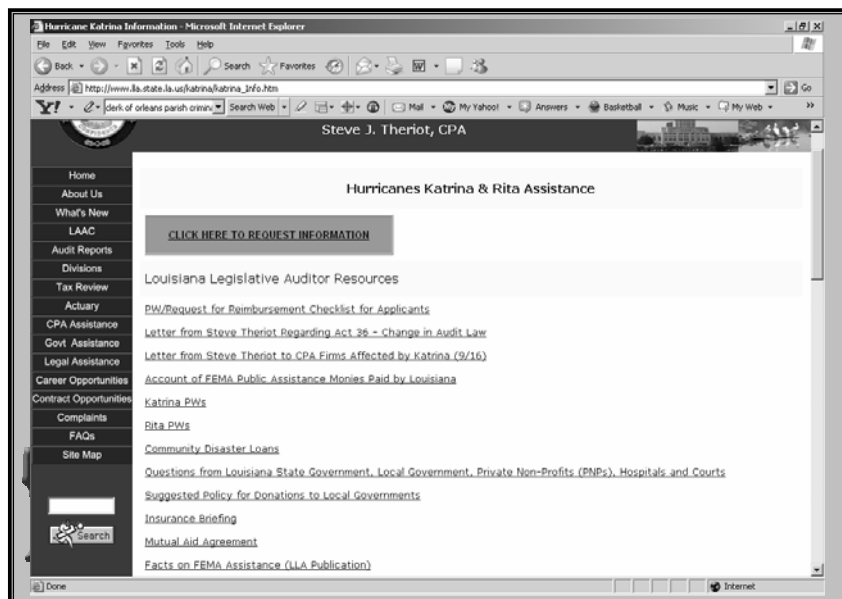 Hurricane Katrina Information - Microsoft Internet Explorer
File Edit View Favorites Tools Help
Back Search Favorites
Address http://www.lla.state.la.us/katrina/katrina_Info.htm Go
Y! clerk of orleans parish crimin Search Web Mail My Yahoo! Answers Basketball Music My Web
Steve J. Theriot, CPA
Home
About Us
What's New
LAAC
Audit Reports
Divisions
Tax Review
Actuary
CPA Assistance
Govt Assistance
Legal Assistance
Career Opportunities
Contract Opportunities
Complaints
FAQs
Site Map
Search
Hurricanes Katrina & Rita Assistance
CLICK HERE TO REQUEST INFORMATION
Louisiana Legislative Auditor Resources
PW/Request for Reimbursement Checklist for Applicants
Letter from Steve Theriot Regarding Act 36 - Change in Audit Law
Letter from Steve Theriot to CPA Firms Affected by Katrina (9/16)
Account of FEMA Public Assistance Monies Paid by Louisiana
Katrina PWs
Rita PWs
Community Disaster Loans
Questions from Louisiana State Government, Local Government, Private Non-Profits (PNPs), Hospitals and Courts
Suggested Policy for Donations to Local Governments
Insurance Briefing
Mutual Aid Agreement
Facts on FEMA Assistance (LLA Publication)
Done Internet